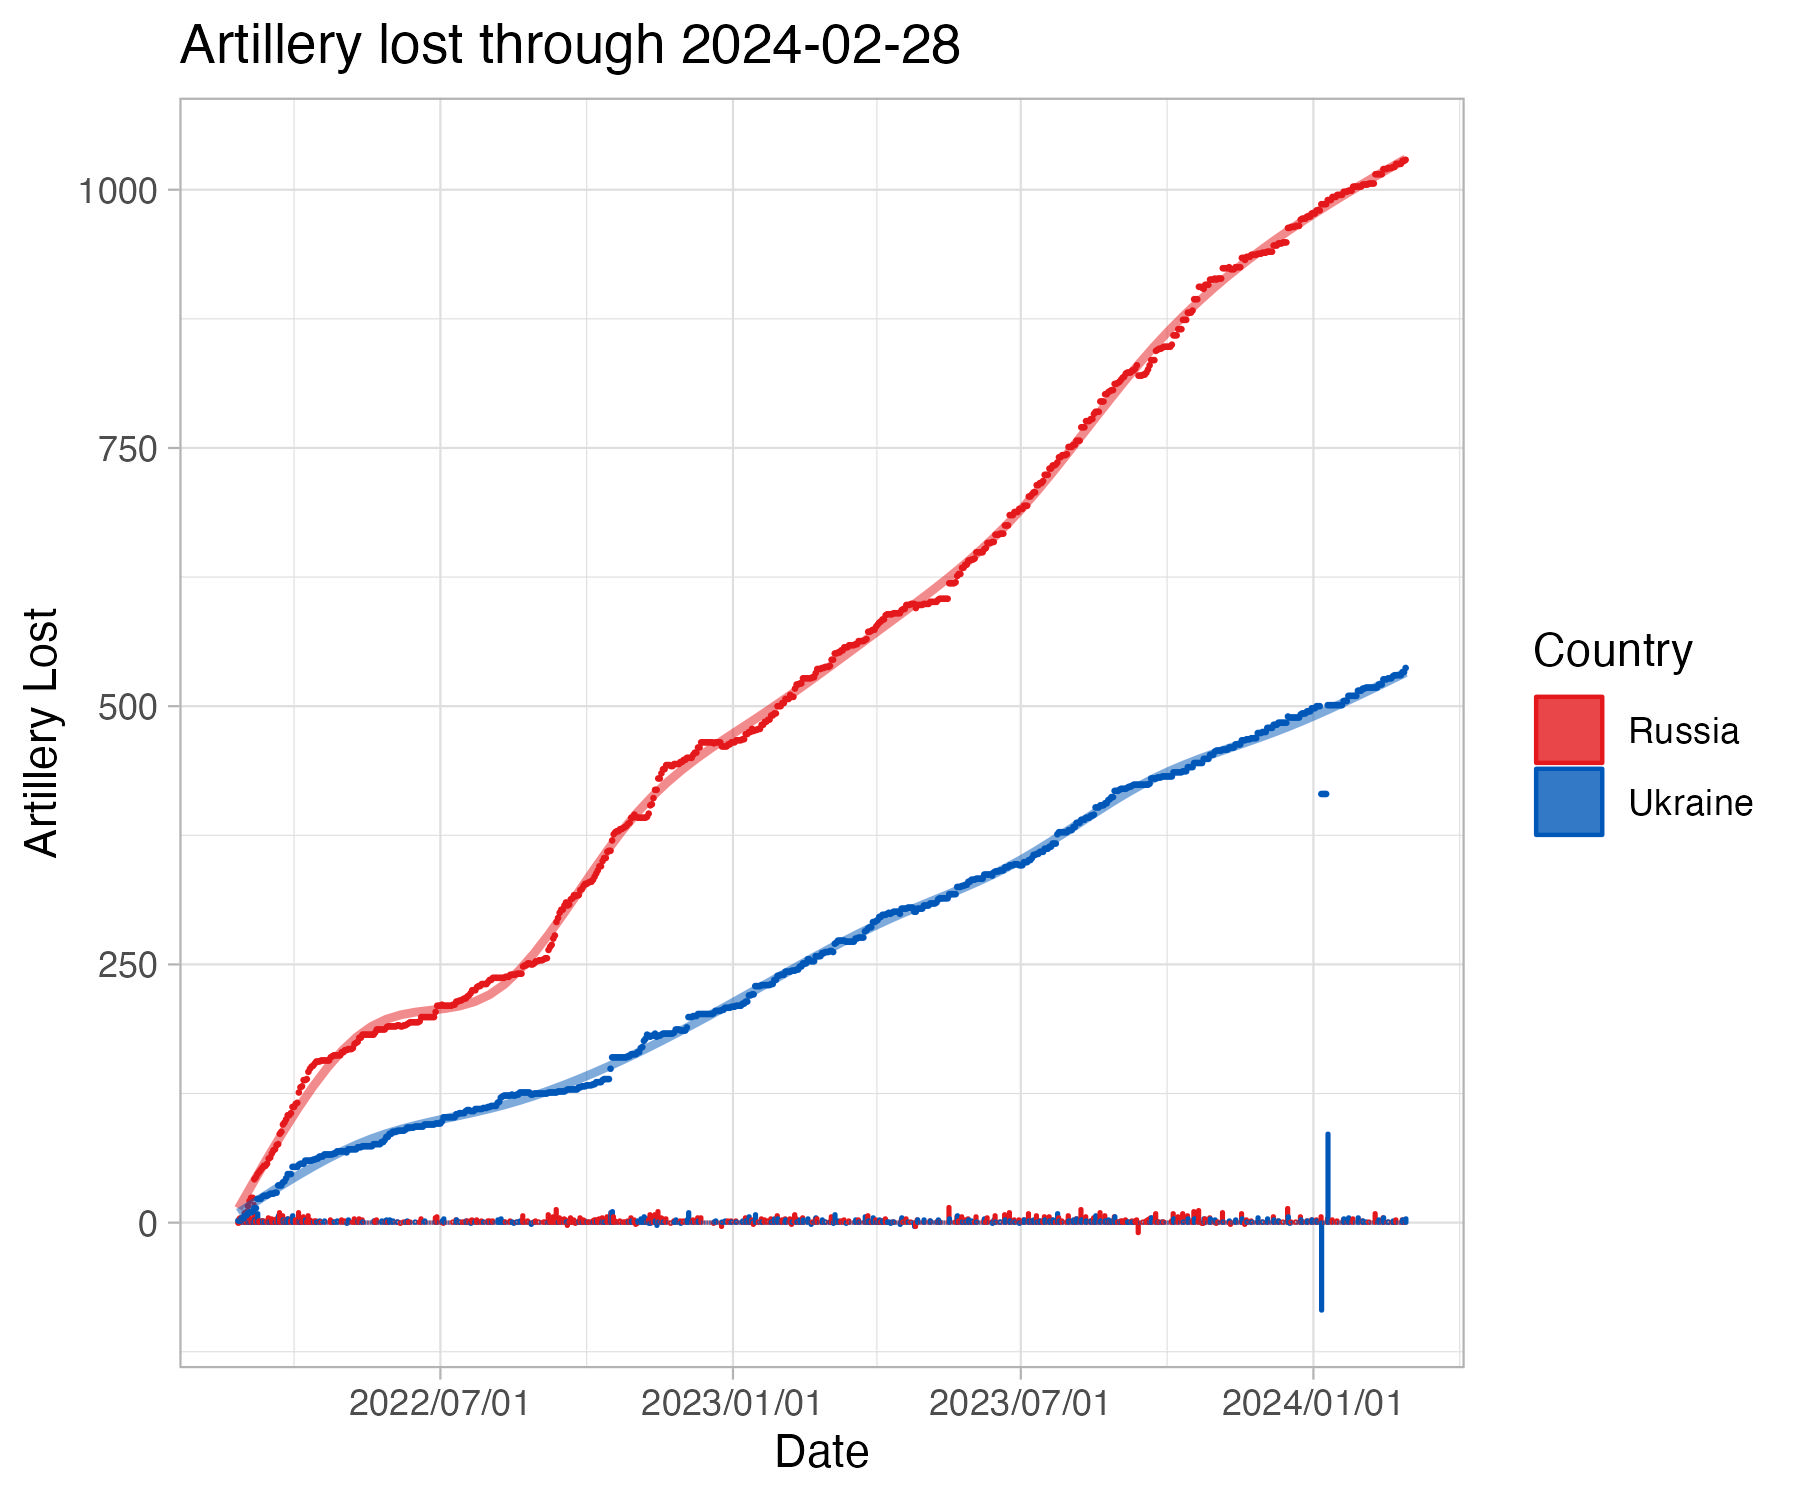 Artillery lost through 2024-02-28
Artillery Lost
1000
750
500
250
0
2022/07/01
2023/01/01
2023/07/01
2024/01/01
Date
Country
Russia
Ukraine